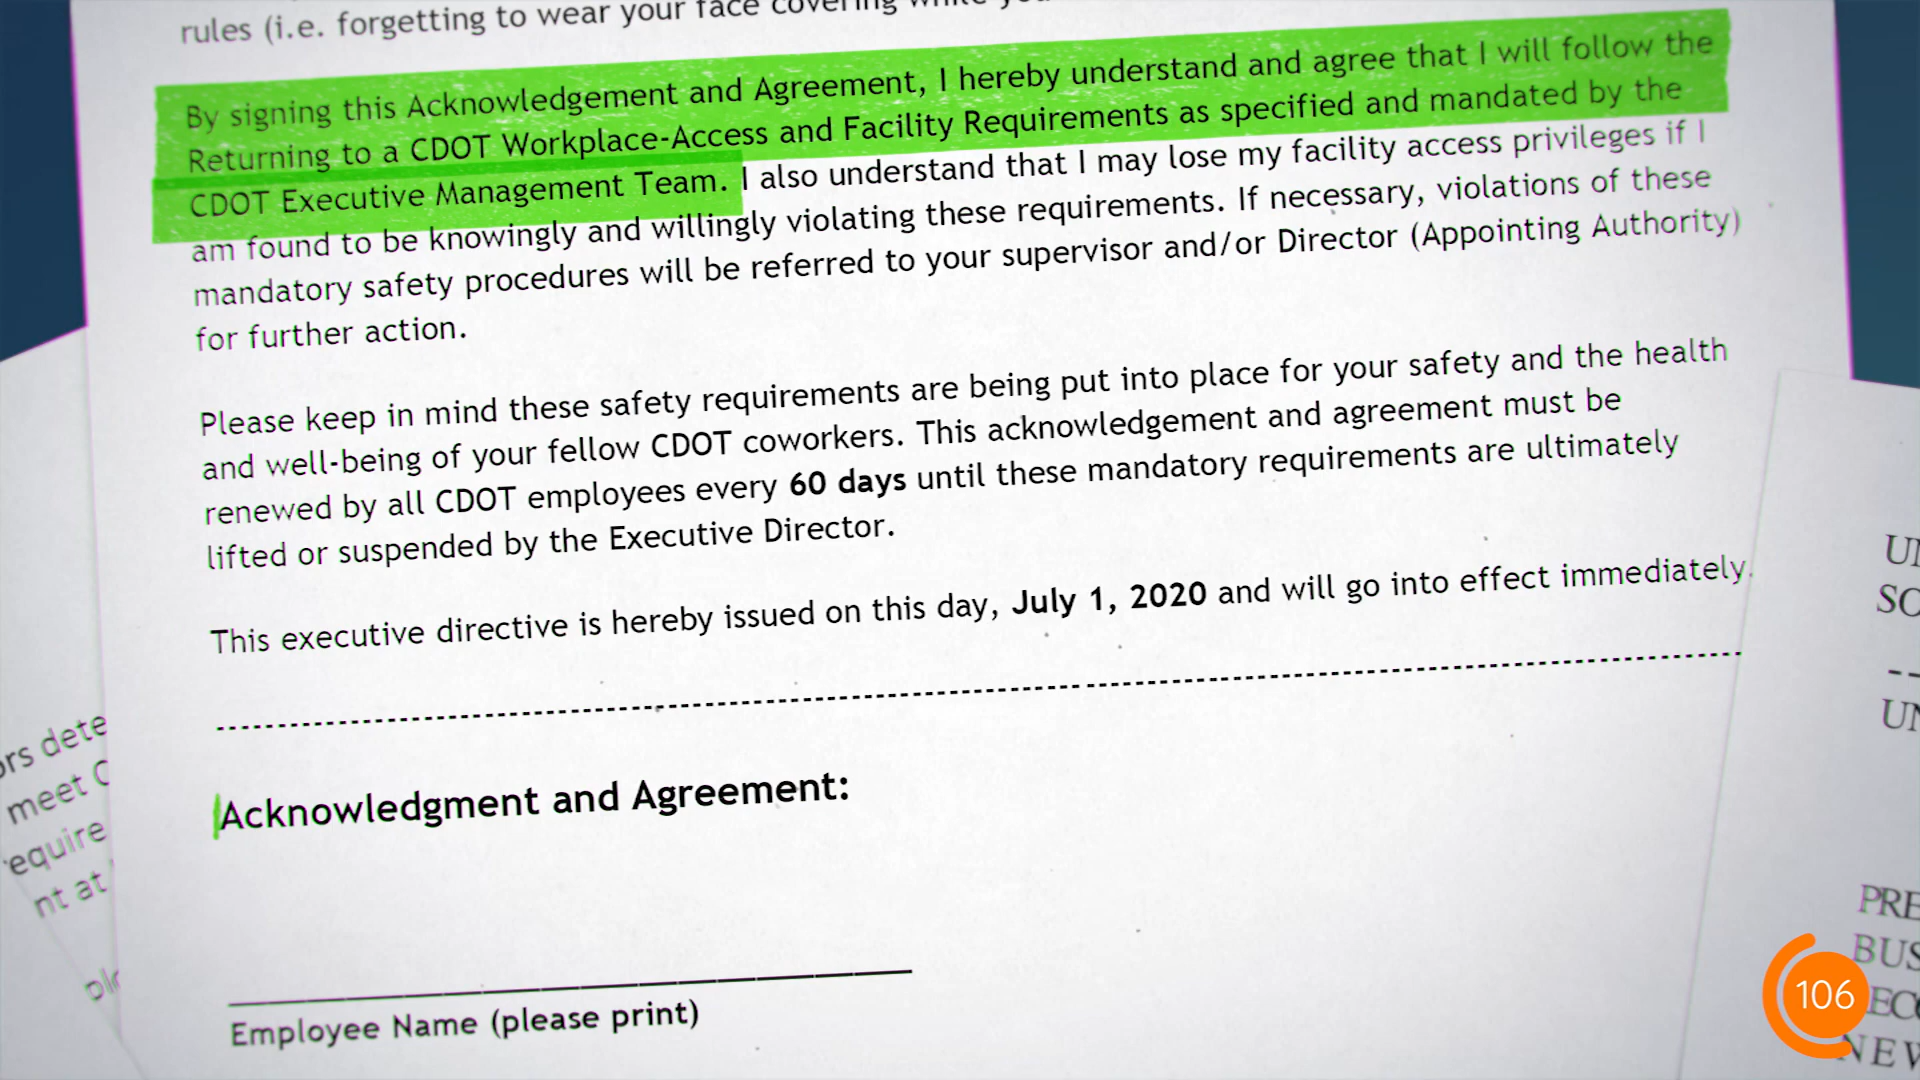 rules (i.e. forgetting to wear your face covering while
By signing this Acknowledgement and Agreement, I hereby understand and agree that I will follow the
Returning to a CDOT Workplace-Access and Facility Requirements as specified and mandated by the
CDOT Executive Management Team. I also understand that I may lose my facility access privileges if I
am found to be knowingly and willingly violating these requirements. If necessary, violations of these
mandatory safety procedures will be referred to your supervisor and/or Director (Appointing Authority)
for further action.
Please keep in mind these safety requirements are being put into place for your safety and the health
and well-being of your fellow CDOT coworkers. This acknowledgement and agreement must be
renewed by all CDOT employees every 60 days until these mandatory requirements are ultimately
lifted or suspended by the Executive Director.
This executive directive is hereby issued on this day, July 1, 2020 and will go into effect immediately.
Acknowledgment and Agreement:
Employee Name (please print)
meet
nt at
106